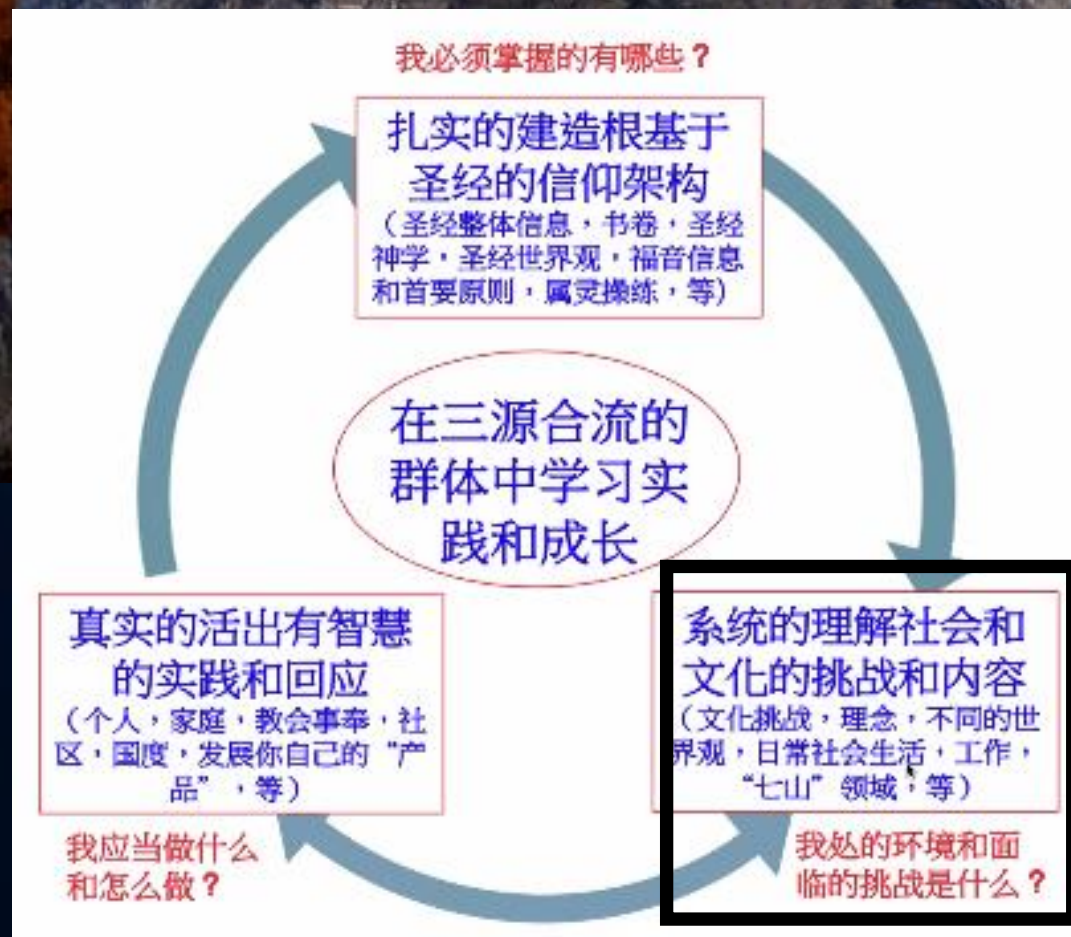 我必须掌握的有哪些？
扎实的建造根基于
圣经的信仰架构
（圣经整体信息，书卷，圣经
神学，圣经世界观，福音信息
和首要原则，属灵操练，等）
在三源合流的
群体中学习实
践和成长
真实的活出有智慧
的实践和回应
（个人，家庭，教会事奉，社
区，国度，发展你自己的“产
品”，等）
我应当做什么
和怎么做？
系统的理解社会和
文化的挑战和内容
（文化挑战，理念，不同的世
界观，日常社会生活，工作，
“七山”领域，等）
我处的环境和面
临的挑战是什么？